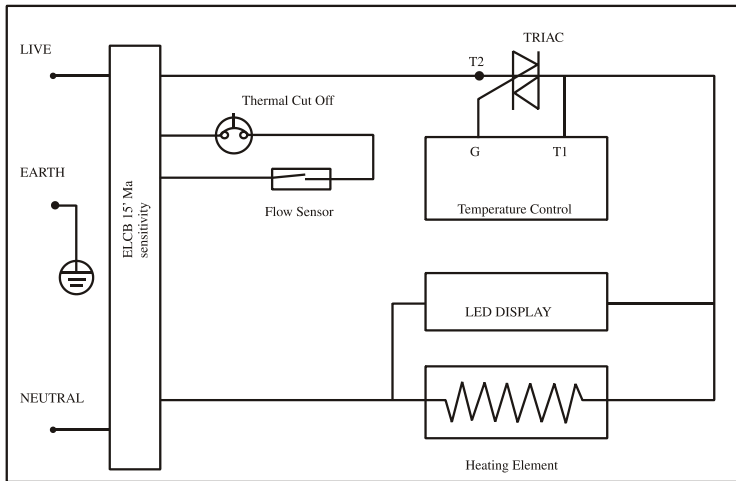 LIVE
TRIAC
T2
Thermal Cut Off
G
T1
EARTH
ELCB 15' Ma
sensitivity
Flow Sensor
Temperature Control
LED DISPLAY
NEUTRAL
Heating Element